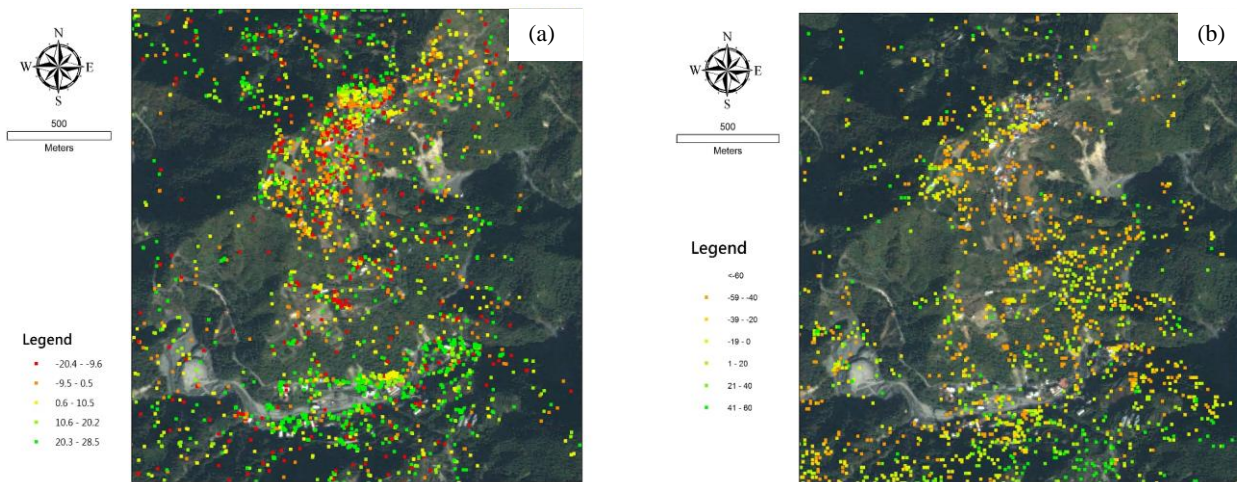 (a)
N
W E
S
500
Meters
Legend
-20.4 - -9.6
-9.5 - 0.5
0.6 - 10.5
10.6 - 20.2
20.3 - 28.5
(b)
N
W E
S
500
Meters
Legend
<-60
-59 - -40
-39 - -20
-19 - 0
1 - 20
21 - 40
41 - 60